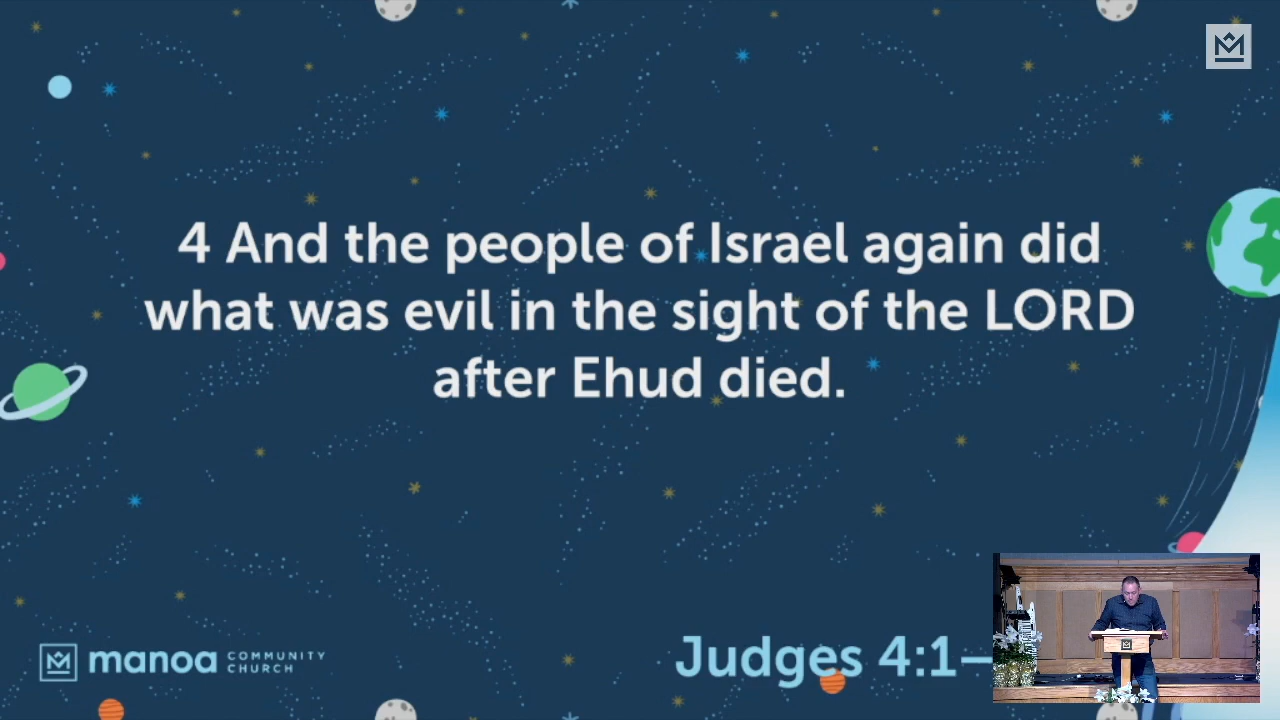 4 And the people of Israel again did
what was evil in the sight of the LORD
after Ehud died.
manoa COMMUNITY
CHURCH
Judges 4:1–